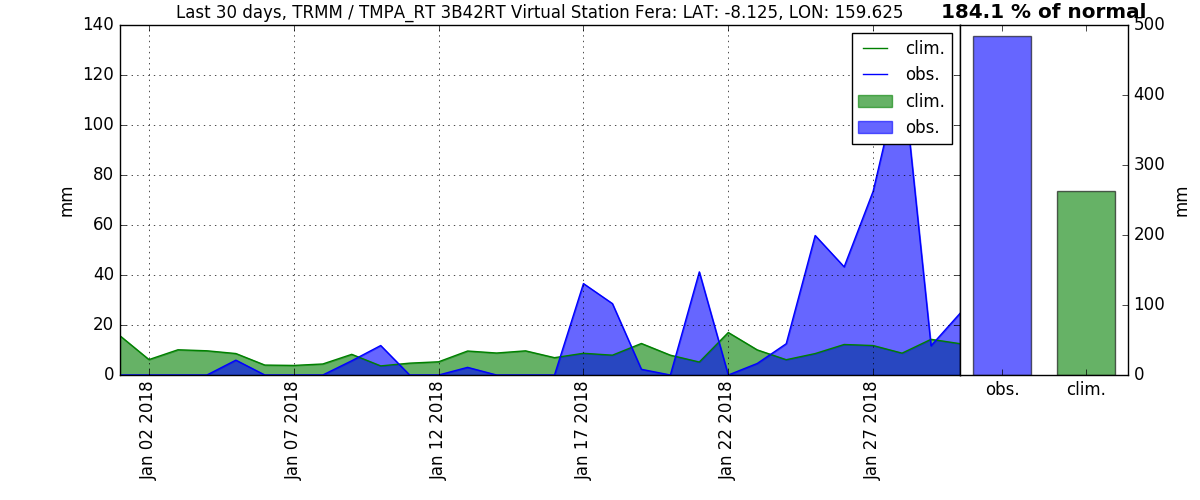 Last 30 days, TRMM / TMPA_RT 3B42RT Virtual Station Fera: LAT: -8.125, LON: 159.625
184.1 % of normal
mm
140
120
100
80
60
40
20
0
clim.
obs.
clim.
obs.
Jan 02 2018
Jan 07 2018
Jan 12 2018
Jan 17 2018
Jan 22 2018
Jan 27 2018
500
400
300
200
100
0
mm
obs.
clim.